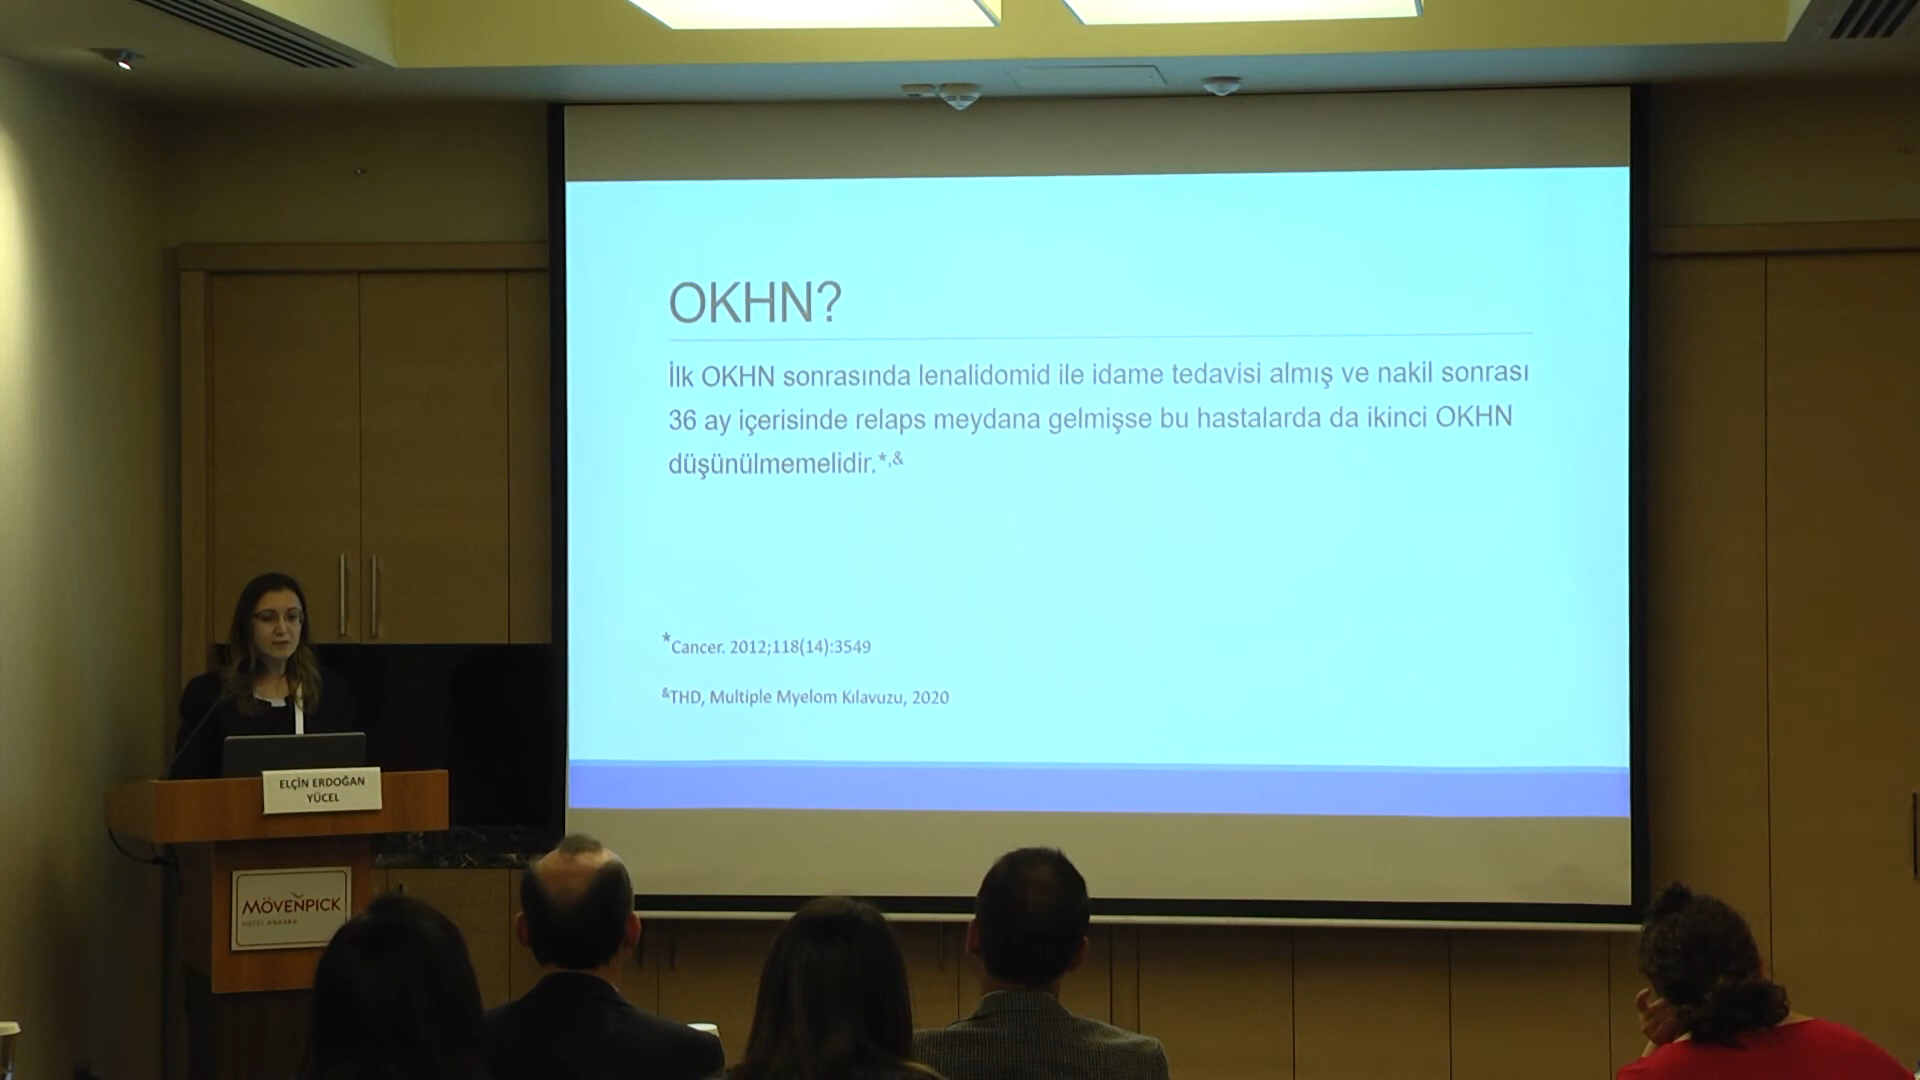 OKHN?
İlk OKHN sonrasında lenalidomid ile idame tedavisi almış ve nakil sonrası
36 ay içerisinde relaps meydana gelmişse bu hastalarda da ikinci OKHN
düşünülmemelidir.*,&
*Cancer. 2012;118(14):3549
&THD, Multiple Myelom Kılavuzu, 2020
ELÇİN ERDOĞAN
YÜCEL
MÖVENPICK
HOTEL ANKARA